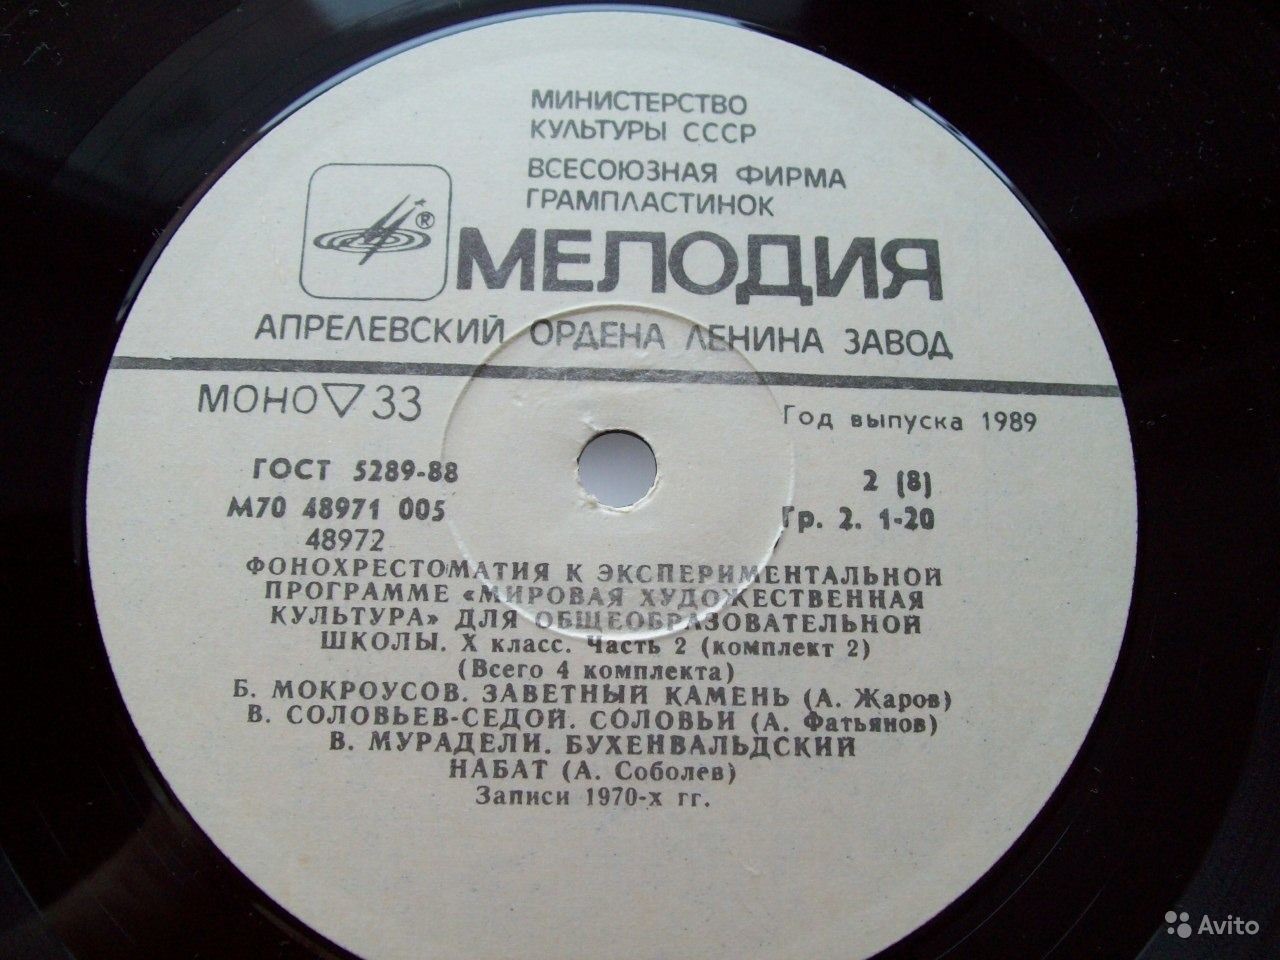 МИНИСТЕРСТВО
КУЛЬТУРЫ СССР
ВСЕСОЮЗНАЯ ФИРМА
ГРАМПЛАСТИНОК
®
МЕЛОДИЯ
АПРЕЛЕВСКИЙ ОРДЕНА ЛЕНИНА ЗАВОД
МОНО 33
Год выпуска 1989
ГОСТ 5289-88
2 (8)
М70 48971 005
Гр. 2. 1-20
48972
ФОНОХРЕСТОМАТИЯ К ЭКСПЕРИМЕНТАЛЬНОЙ
ПРОГРАММЕ «МИРОВАЯ ХУДОЖЕСТВЕННАЯ
КУЛЬТУРА» ДЛЯ ОБЩЕОБРАЗОВАТЕЛЬНОЙ
ШКОЛЫ. X класс. Часть 2 (комплект 2)
(Всего 4 комплекта)
Б. МОКРОУСОВ. ЗАВЕТНЫЙ КАМЕНЬ (А. Жаров)
В. СОЛОВЬЕВ-СЕДОЙ. СОЛОВЬИ (А. Фатьянов)
В. МУРАДЕЛИ. БУХЕНВАЛЬДСКИЙ
НАБАТ (А. Соболев)
Записи 1970-х гг.
Avito